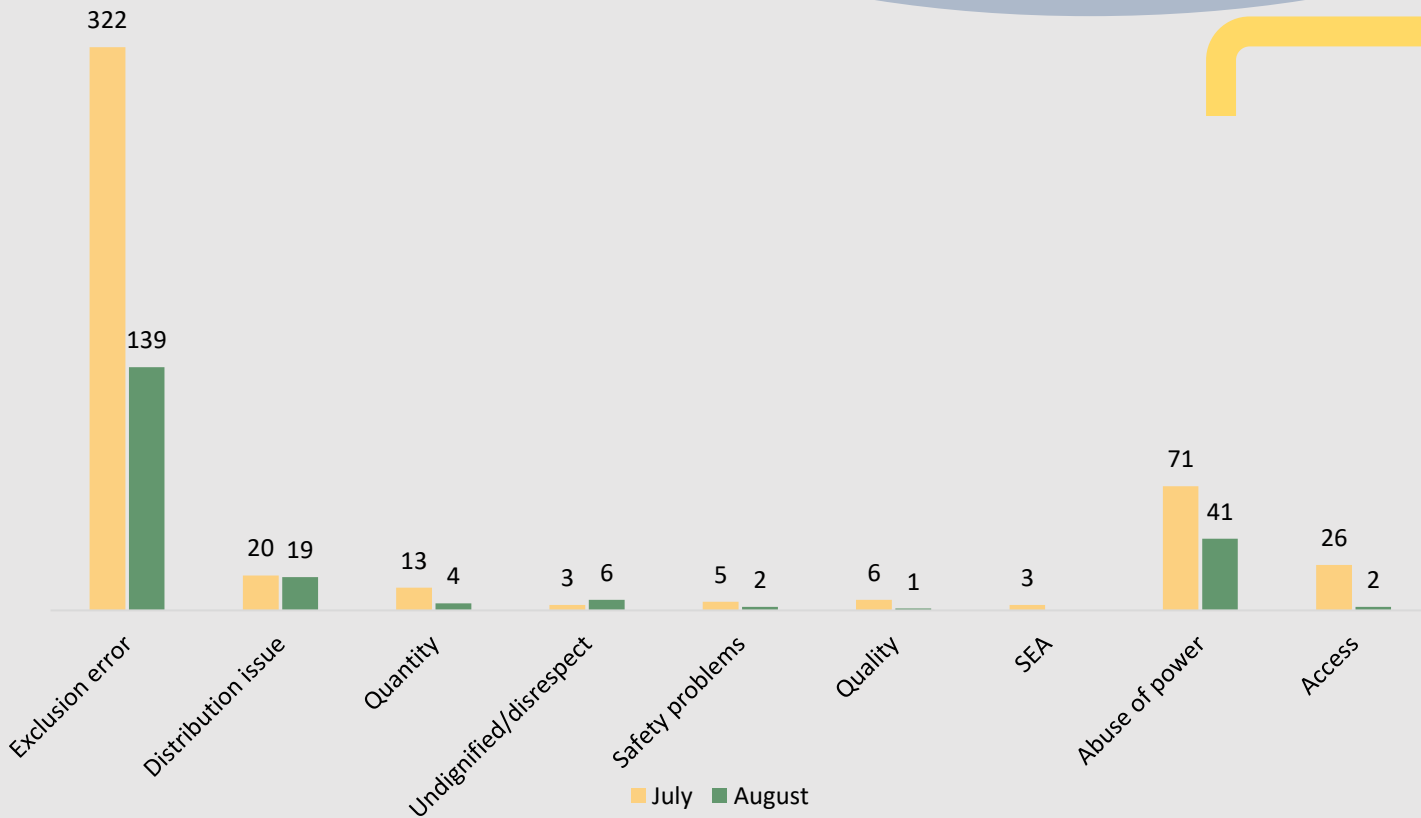 322
139
20 19
13
4
3
6
5
2
6
1
3
71
41
26
2
Exclusion error
Distribution issue
Quantity
Undignified/disrespect
Safety problems
Quality
SEA
Abuse of power
Access
July August